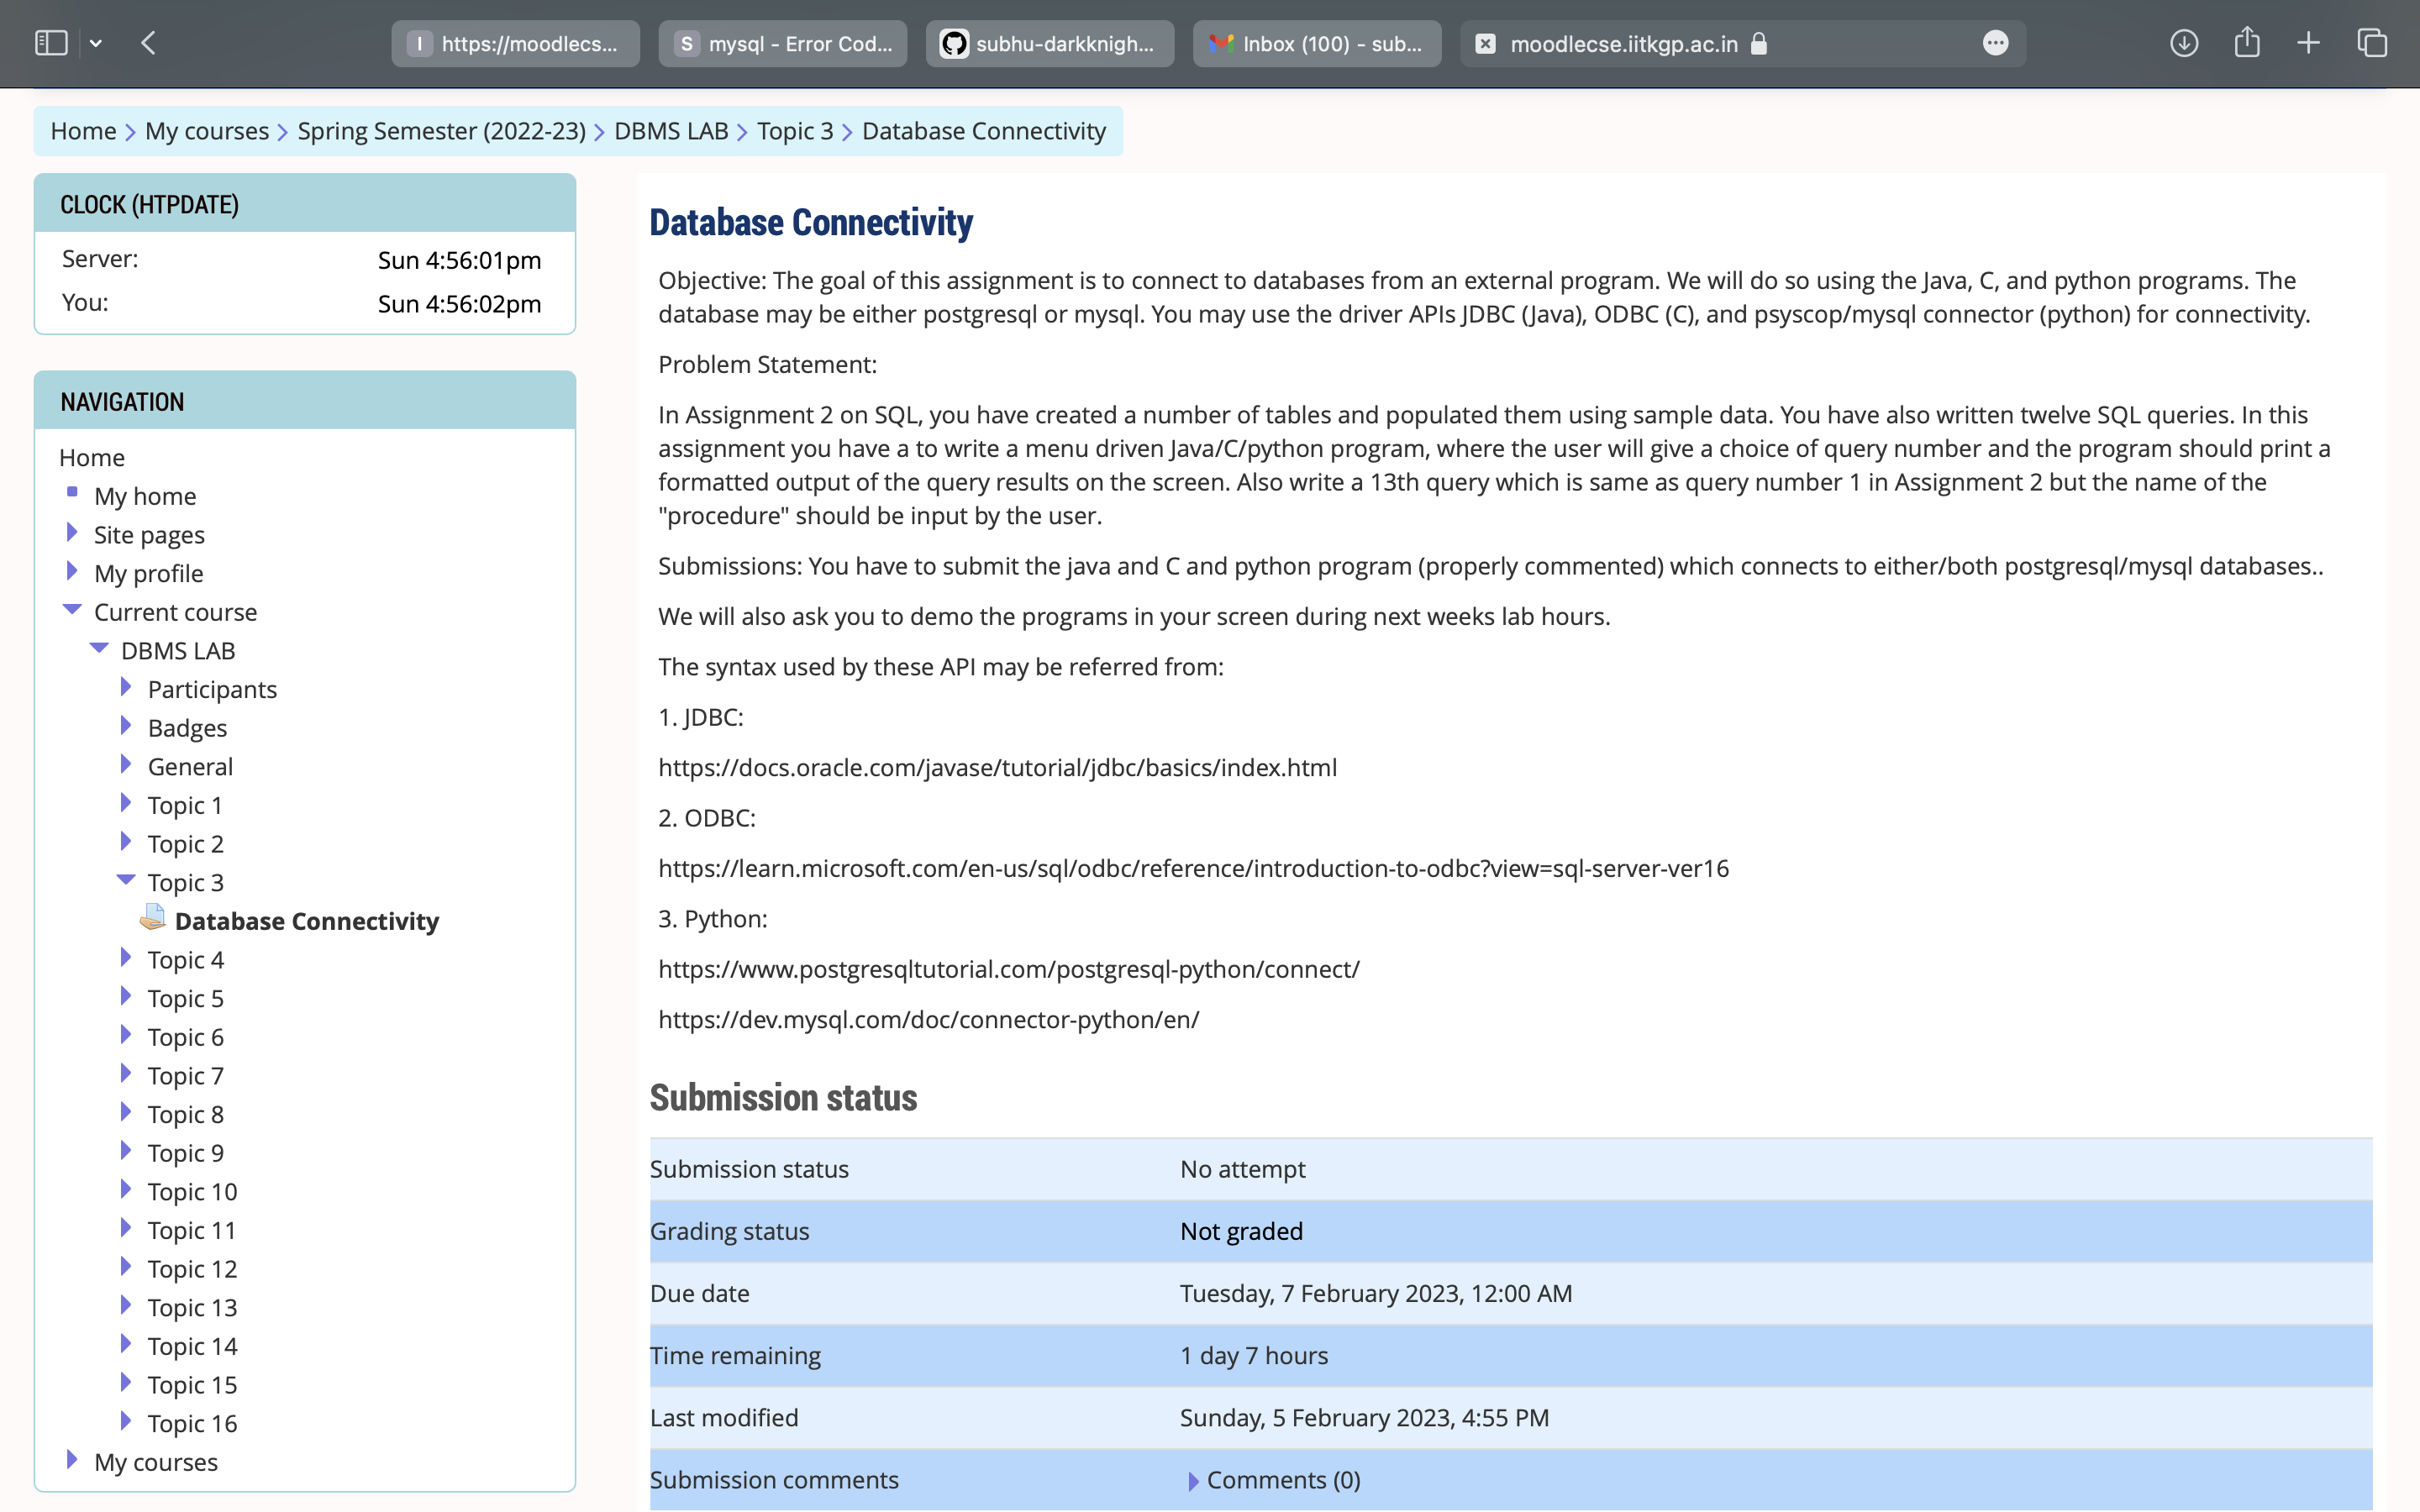 I https://moodlecs...
S mysql - Error Cod...
subhu-darkknigh...
Inbox (100) - sub...
moodlecse.iitkgp.ac.in
Home > My courses > Spring Semester (2022-23) > DBMS LAB > Topic 3 > Database Connectivity
CLOCK (HTPDATE)
Server: Sun 4:56:01pm
You: Sun 4:56:02pm
NAVIGATION
Home
My home
Site pages
My profile
Current course
DBMS LAB
Participants
Badges
General
Topic 1
Topic 2
Topic 3
Database Connectivity
Topic 4
Topic 5
Topic 6
Topic 7
Topic 8
Topic 9
Topic 10
Topic 11
Topic 12
Topic 13
Topic 14
Topic 15
Topic 16
My courses
Database Connectivity
Objective: The goal of this assignment is to connect to databases from an external program. We will do so using the Java, C, and python programs. The
database may be either postgresql or mysql. You may use the driver APIs JDBC (Java), ODBC (C), and psyscop/mysql connector (python) for connectivity.
Problem Statement:
In Assignment 2 on SQL, you have created a number of tables and populated them using sample data. You have also written twelve SQL queries. In this
assignment you have a to write a menu driven Java/C/python program, where the user will give a choice of query number and the program should print a
formatted output of the query results on the screen. Also write a 13th query which is same as query number 1 in Assignment 2 but the name of the
"procedure" should be input by the user.
Submissions: You have to submit the java and C and python program (properly commented) which connects to either/both postgresql/mysql databases..
We will also ask you to demo the programs in your screen during next weeks lab hours.
The syntax used by these API may be referred from:
1. JDBC:
https://docs.oracle.com/javase/tutorial/jdbc/basics/index.html
2. ODBC:
https://learn.microsoft.com/en-us/sql/odbc/reference/introduction-to-odbc?view=sql-server-ver16
3. Python:
https://www.postgresqltutorial.com/postgresql-python/connect/
https://dev.mysql.com/doc/connector-python/en/
Submission status
Submission status No attempt
Grading status Not graded
Due date Tuesday, 7 February 2023, 12:00 AM
Time remaining 1 day 7 hours
Last modified Sunday, 5 February 2023, 4:55 PM
Submission comments Comments (0)